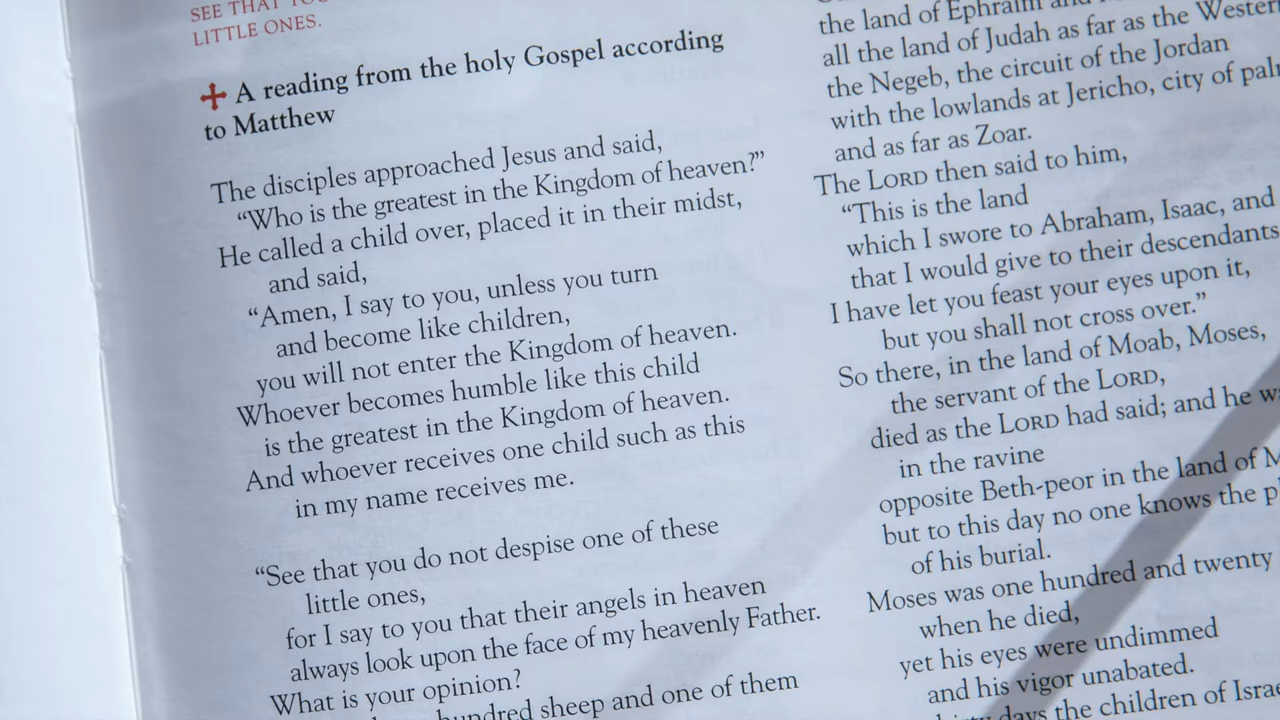 SEE THAT YOU
LITTLE ONES.
A reading from the holy Gospel according
to Matthew
The disciples approached Jesus and said,
“Who is the greatest in the Kingdom of heaven?”
He called a child over, placed it in their midst,
and said,
“Amen, I say to you, unless you turn
and become like children,
you will not enter the Kingdom of heaven.
Whoever becomes humble like this child
is the greatest in the Kingdom of heaven.
And whoever receives one child such as this
in my name receives me.
“See that you do not despise one of these
little ones,
for I say to you that their angels in heaven
always look upon the face of my heavenly Father.
What is your opinion?
hundred sheep and one of them
the land of Ephraim and
all the land of Judah as far as the Western
the Negeb, the circuit of the Jordan
with the lowlands at Jericho, city of
and as far as Zoar.
The LORD then said to him,
“This is the land
which I swore to Abraham, Isaac, and
that I would give to their descendants
I have let you feast your eyes upon it,
but you shall not cross over.”
So there, in the land of Moab, Moses,
the servant of the LORD,
died as the LORD had said; and he
in the ravine
opposite Beth-peor in the land of
but to this day no one knows the
of his burial.
Moses was one hundred and twenty
when he died,
yet his eyes were undimmed
and his vigor unabated.
days the children of